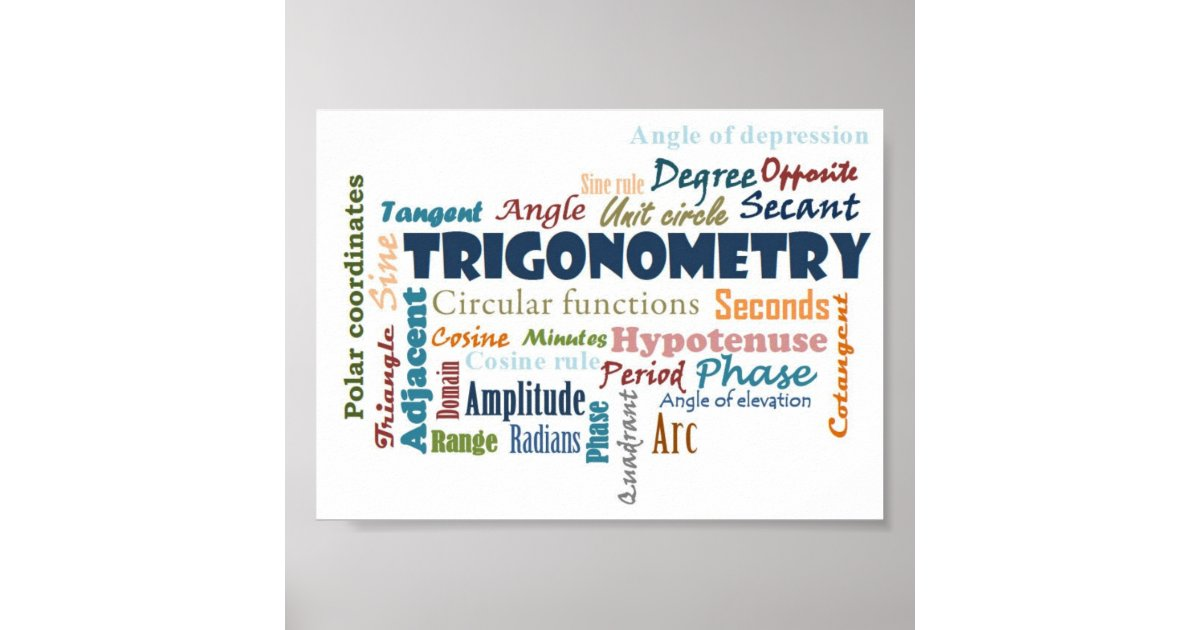 Angle of depression
Sine rule Degree Opposite
Tangent Angle Unit circle Secant
Polar coordinates
Sine
TRIGONOMETRY
Circular functions Seconds
Triangle
Adjacent
Cosine Minutes Hypotenuse
Cotangent
Cosine rule
Domain
Period Phase
Amplitude
Angle of elevation
Range Radians
Phase
Quadrant
Arc